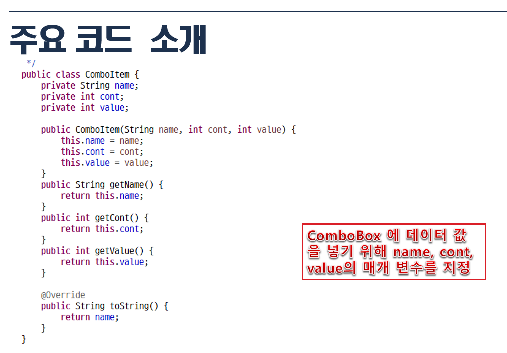 주요 코드 소개
*/
public class ComboItem {
private String name;
private int cont;
private int value;
public ComboItem(String name, int cont, int value) {
this.name = name;
this.cont = cont;
this.value = value;
}
public String getName() {
return this.name;
}
public int getCont() {
return this.cont;
}
public int getValue() {
return this.value;
}
@Override
public String toString() {
return name;
}
}
ComboBox 에 데이터 값
을 넣기 위해 name, cont,
value의 매개 변수를 지정